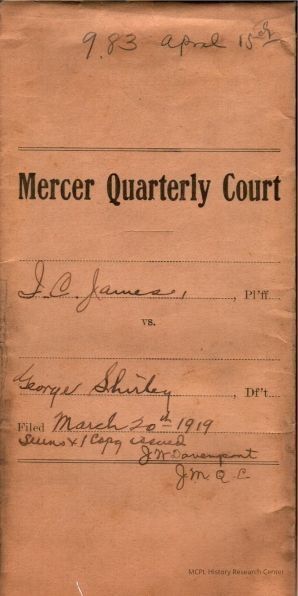 9.83 April 15th
Mercer Quarterly Court
I. C. James, , Pl'ff.
vs.
George Shirley , Df't.
Filed March 20th 1919
Sums & 1 Copy issued
J W Davenport
J. M. Q. C.
MCPL History Research Center